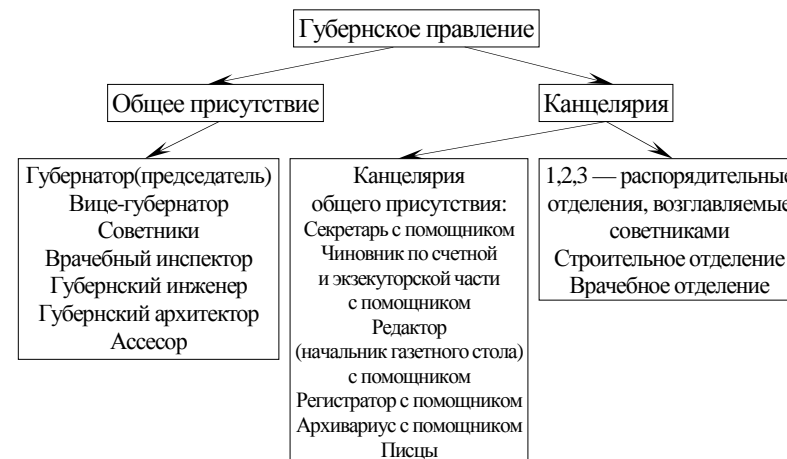 Губернское правление
Общее присутствие
Канцелярия
Губернатор(председатель)
Вице-губернатор
Советники
Врачебный инспектор
Губернский инженер
Губернский архитектор
Ассесор
Канцелярия
общего присутствия:
Секретарь с помощником
Чиновник по счетной
и экзекуторской части
с помощником
Редактор
(начальник газетного стола)
с помощником
Регистратор с помощником
Архивариус с помощником
Писцы
1,2,3 — распорядительные
отделения, возглавляемые
советниками
Строительное отделение
Врачебное отделение